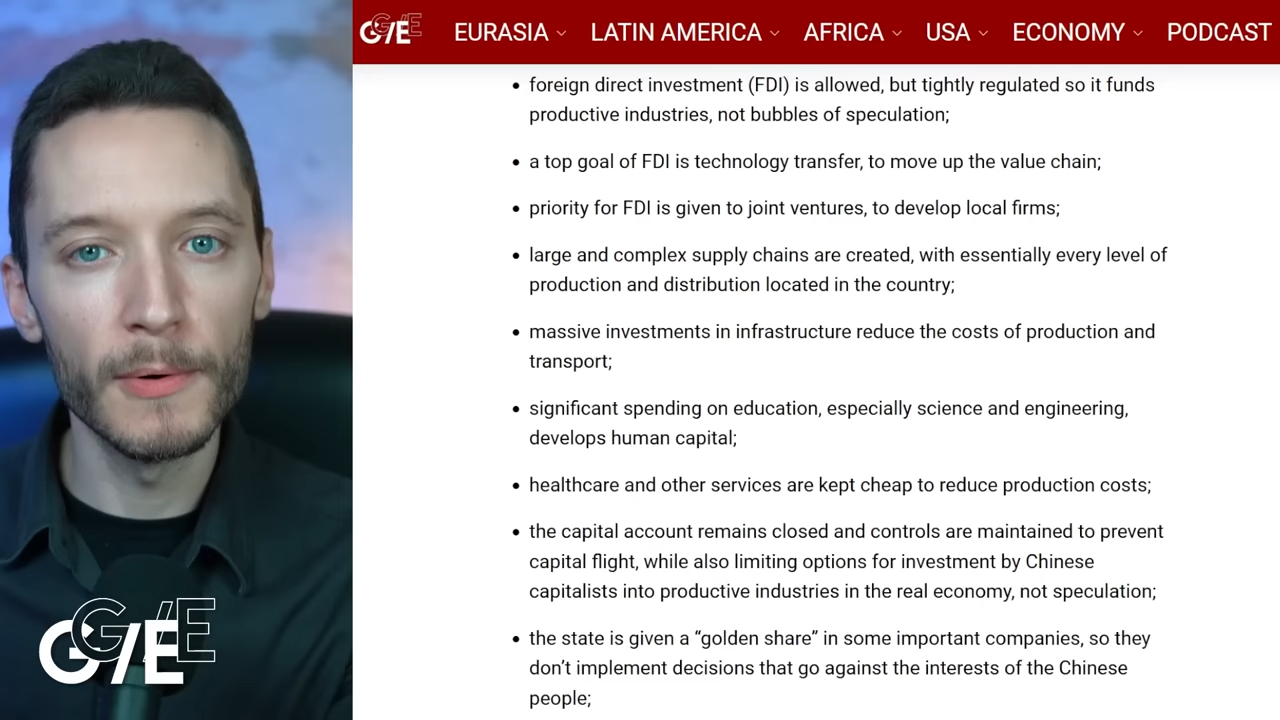 G/E
EURASIA LATIN AMERICA AFRICA USA ECONOMY PODCAST
• foreign direct investment (FDI) is allowed, but tightly regulated so it funds
productive industries, not bubbles of speculation;
• a top goal of FDI is technology transfer, to move up the value chain;
• priority for FDI is given to joint ventures, to develop local firms;
• large and complex supply chains are created, with essentially every level of
production and distribution located in the country;
• massive investments in infrastructure reduce the costs of production and
transport;
• significant spending on education, especially science and engineering,
develops human capital;
• healthcare and other services are kept cheap to reduce production costs;
• the capital account remains closed and controls are maintained to prevent
capital flight, while also limiting options for investment by Chinese
capitalists into productive industries in the real economy, not speculation;
• the state is given a “golden share” in some important companies, so they
don’t implement decisions that go against the interests of the Chinese
people;
G/E